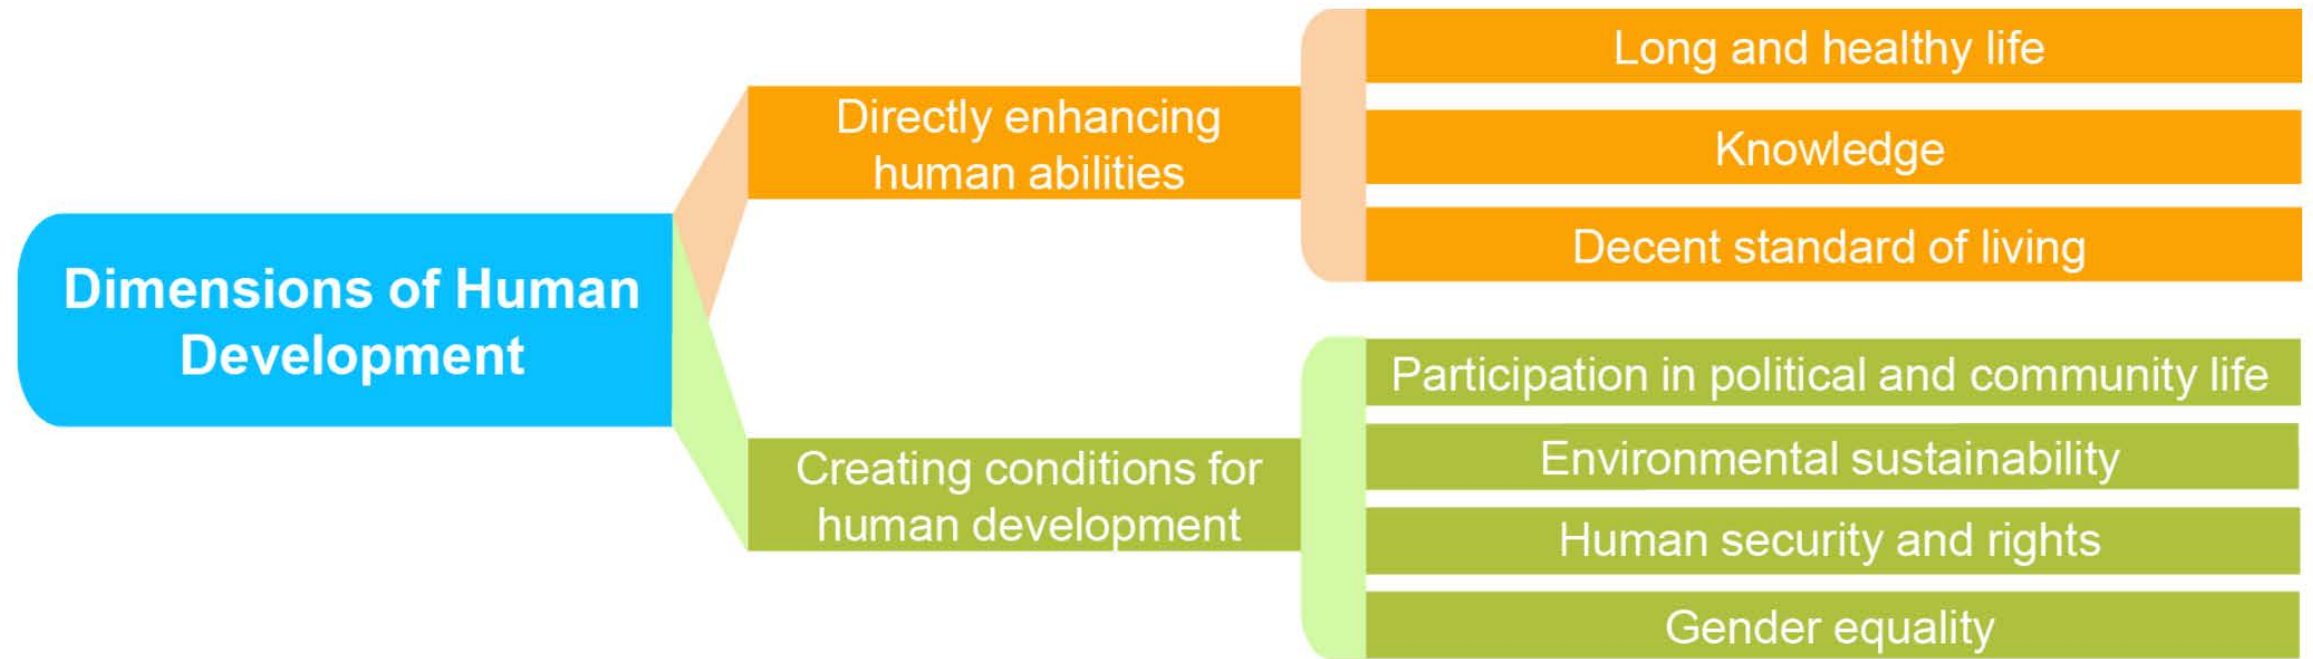 Dimensions of Human
Development
Directly enhancing
human abilities
Long and healthy life
Knowledge
Decent standard of living
Creating conditions for
human development
Participation in political and community life
Environmental sustainability
Human security and rights
Gender equality